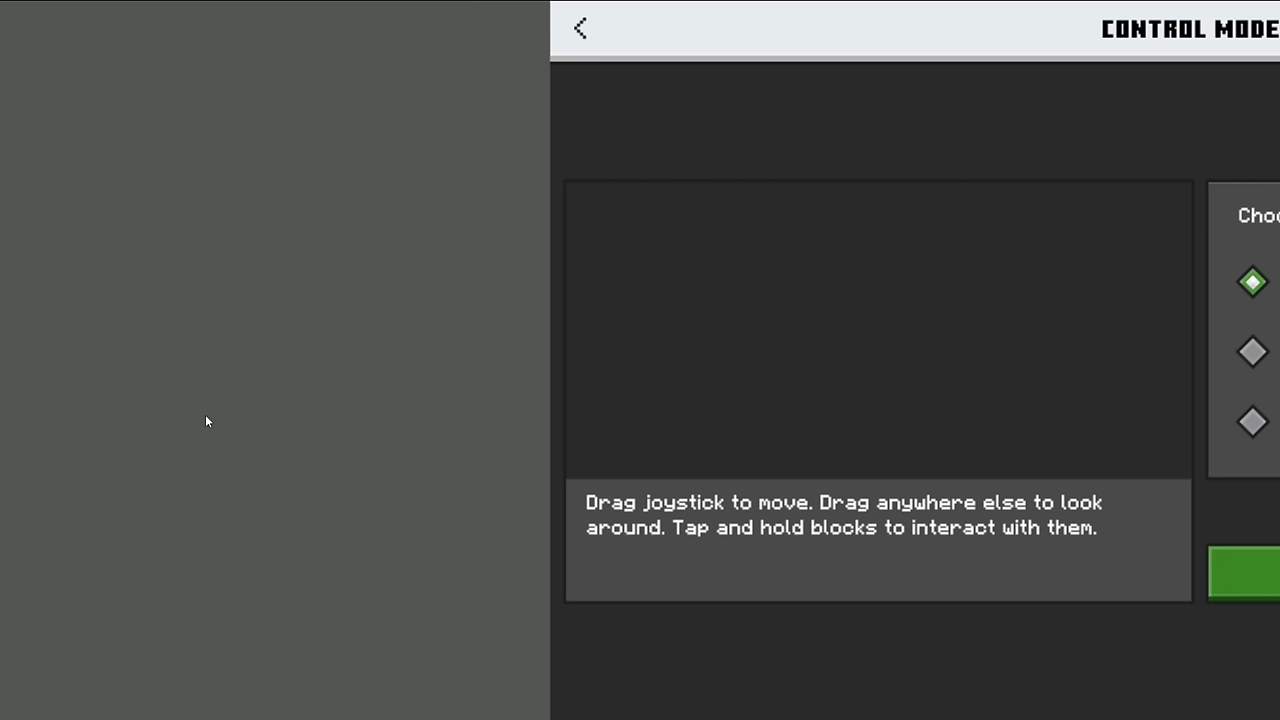 CONTROL MODE
Drag joystick to move. Drag anywhere else to look
around. Tap and hold blocks to interact with them.